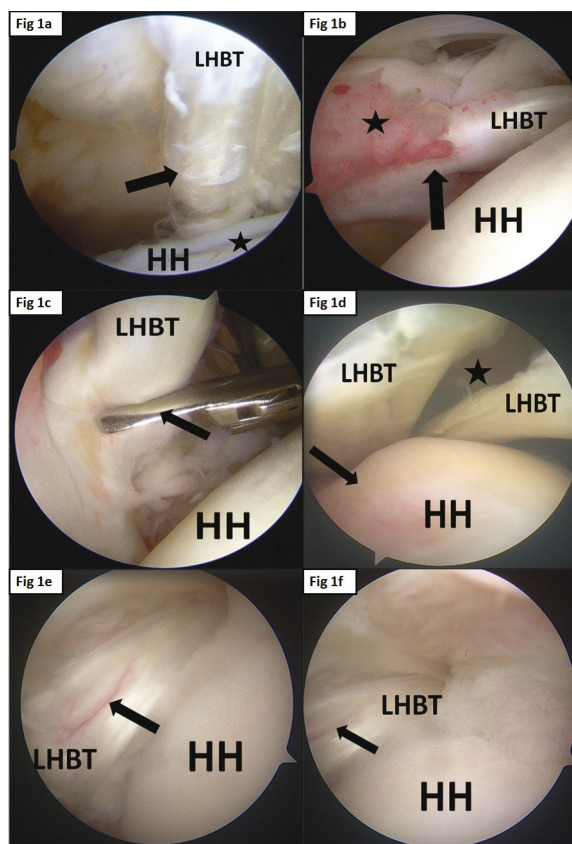 Fig 1a
LHBT
HH
Fig 1b
LHBT
HH
Fig 1c
LHBT
HH
Fig 1d
LHBT
LHBT
HH
Fig 1e
LHBT
HH
Fig 1f
LHBT
HH